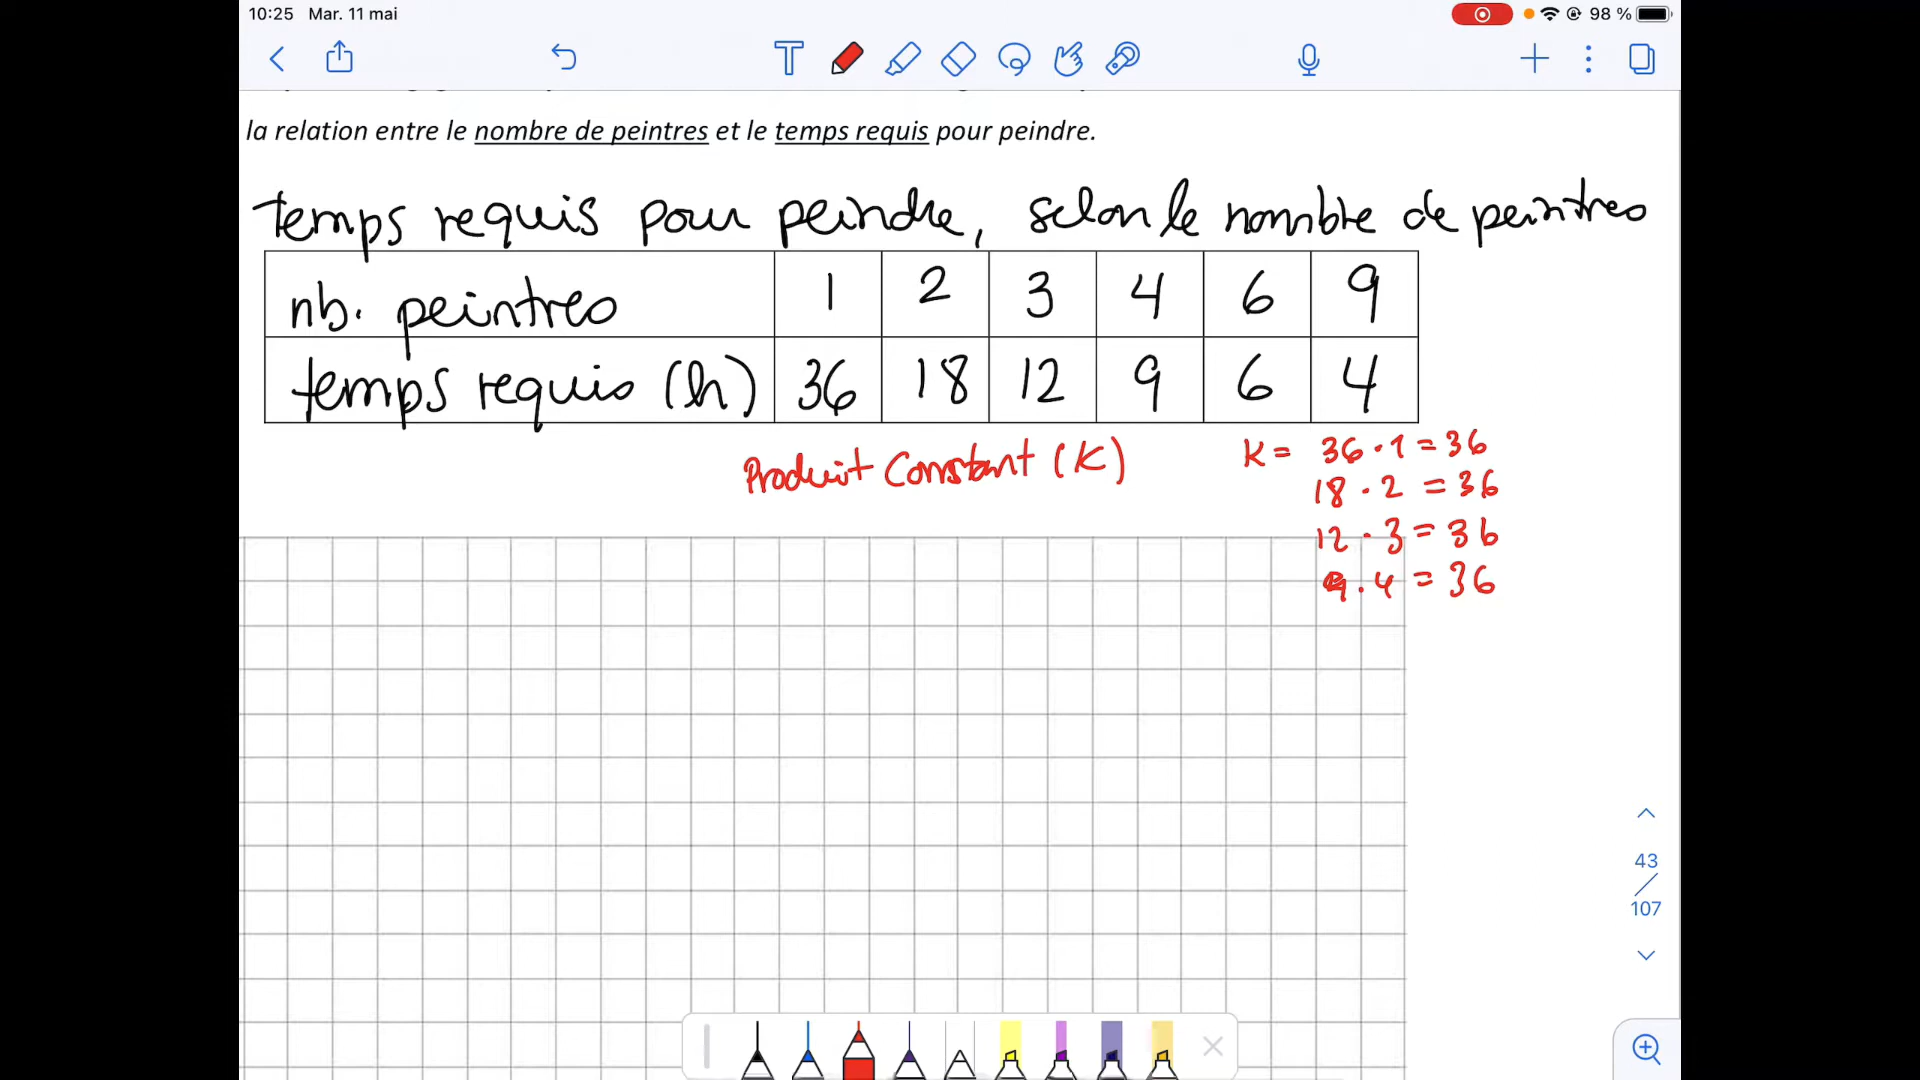 10:25 Mar. 11 mai 98 %
la relation entre le nombre de peintres et le temps requis pour peindre.
temps requis pour peindre, selon le nombre de peintres
nb. peintres 1 2 3 4 6 9
temps requis (h) 36 18 12 9 6 4
Produit Constant (K) K = 36 · 1 = 36
18 · 2 = 36
12 · 3 = 36
9 · 4 = 36
43
107